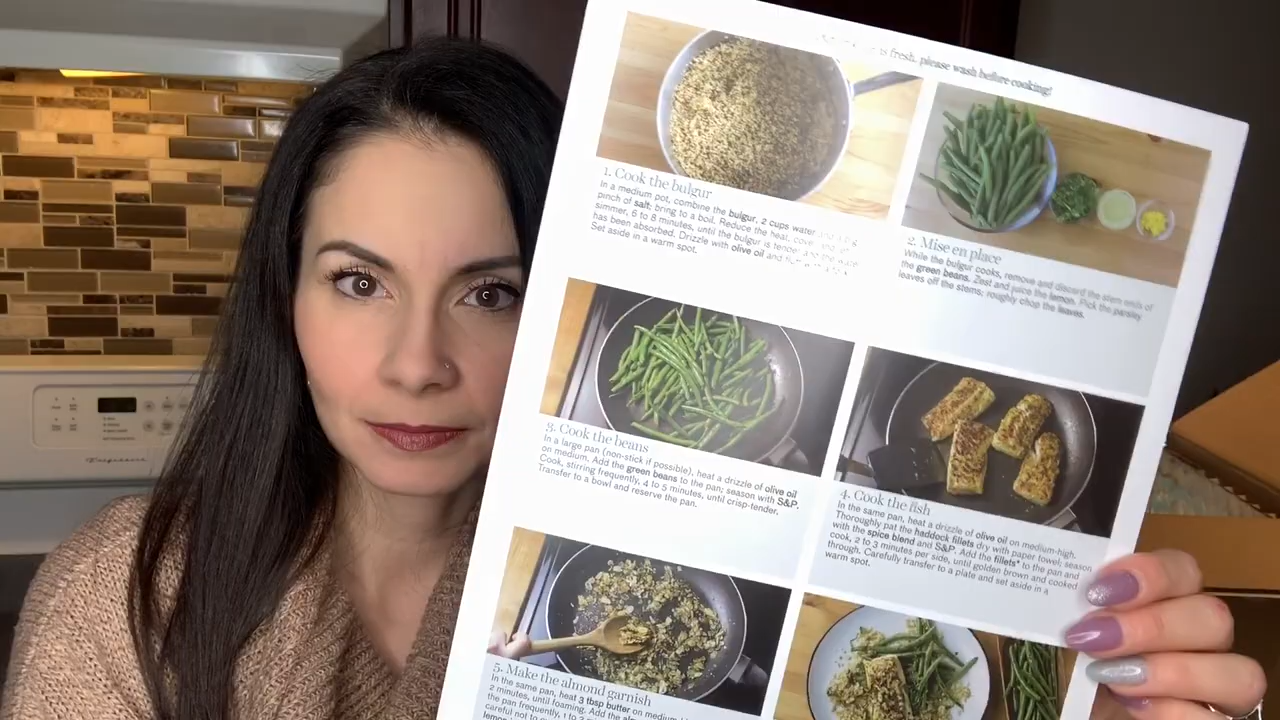 is fresh, please wash before cooking!
1. Cook the bulgur
In a medium pot, combine the bulgur, 2 cups water
pinch of salt; bring to a boil. Reduce the heat,
simmer, 6 to 8 minutes, until the bulgur is tender and the
has been absorbed. Drizzle with olive oil and
Set aside in a warm spot.
2. Mise en place
While the bulgur cooks, remove and discard the stem ends of
the green beans. Zest and juice the lemon. Pick the parsley
leaves off the stems; roughly chop the leaves.
3. Cook the beans
In a large pan (non-stick if possible), heat a drizzle of olive oil
on medium. Add the green beans to the pan; season with S&P.
Cook, stirring frequently, 4 to 5 minutes, until crisp-tender.
Transfer to a bowl and reserve the pan.
4. Cook the fish
In the same pan, heat a drizzle of olive oil on medium-high.
Thoroughly pat the haddock fillets dry with paper towel; season
with the spice blend and S&P. Add the fillets* to the pan and
cook, 2 to 3 minutes per side, until golden brown and cooked
through. Carefully transfer to a plate and set aside in a
warm spot.
5. Make the almond garnish
In the same pan, heat 3 tbsp butter on medium
2 minutes, until foaming. Add the
the pan frequently, 1 to
careful not to